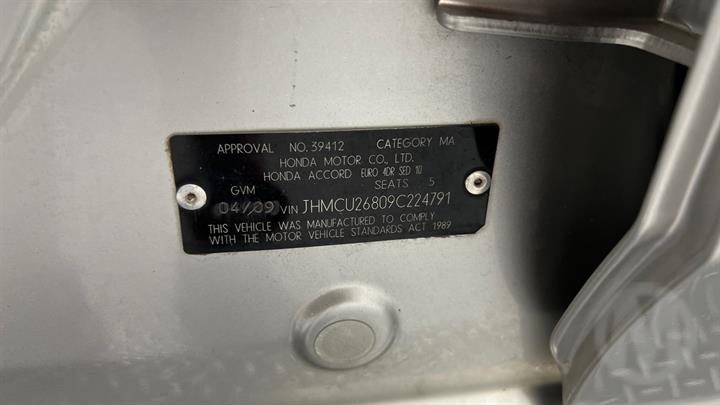 APPROVAL NO. 39412 CATEGORY MA
HONDA MOTOR CO., LTD.
HONDA ACCORD EURO 4DR SED 10
GVM SEATS 5
04/09 VIN JHMCU26809C224791
THIS VEHICLE WAS MANUFACTURED TO COMPLY
WITH THE MOTOR VEHICLE STANDARDS ACT 1989